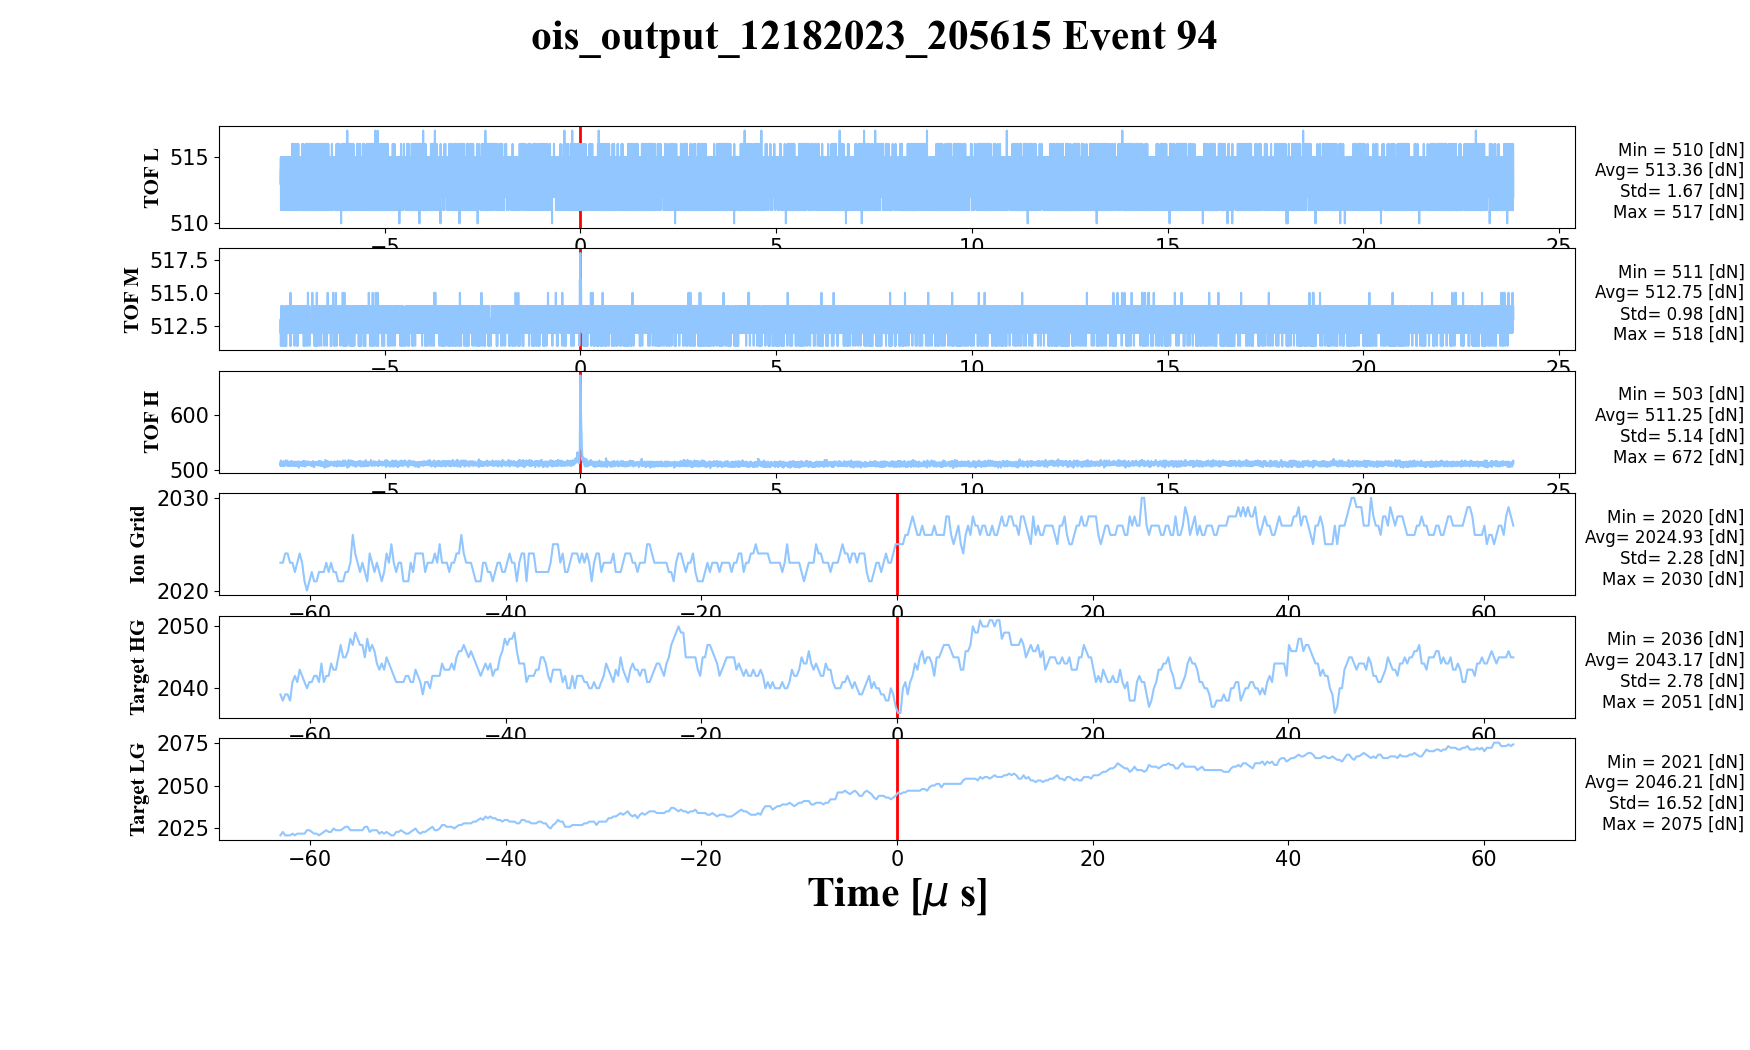 ois_output_12182023_205615 Event 94
TOF L
515
510
−5 0 5 10 15 20 25
Min = 510 [dN]
Avg= 513.36 [dN]
Std= 1.67 [dN]
Max = 517 [dN]
TOF M
517.5
515.0
512.5
−5 0 5 10 15 20 25
Min = 511 [dN]
Avg= 512.75 [dN]
Std= 0.98 [dN]
Max = 518 [dN]
TOF H
600
500
−5 0 5 10 15 20 25
Min = 503 [dN]
Avg= 511.25 [dN]
Std= 5.14 [dN]
Max = 672 [dN]
Ion Grid
2030
2020
−60 −40 −20 0 20 40 60
Min = 2020 [dN]
Avg= 2024.93 [dN]
Std= 2.28 [dN]
Max = 2030 [dN]
Target HG
2050
2040
−60 −40 −20 0 20 40 60
Min = 2036 [dN]
Avg= 2043.17 [dN]
Std= 2.78 [dN]
Max = 2051 [dN]
Target LG
2075
2050
2025
−60 −40 −20 0 20 40 60
Min = 2021 [dN]
Avg= 2046.21 [dN]
Std= 16.52 [dN]
Max = 2075 [dN]
Time [μ s]